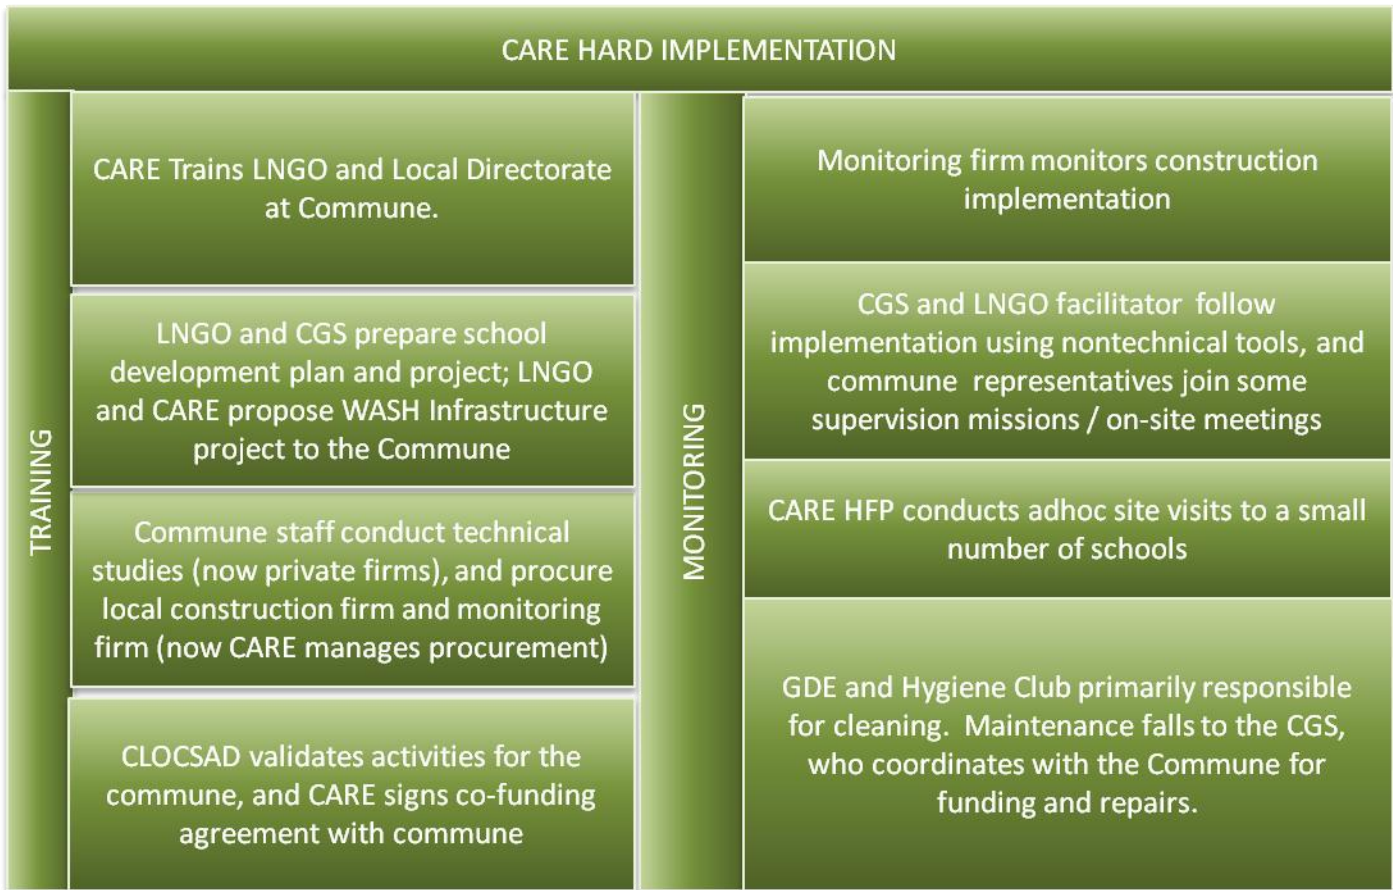 CARE HARD IMPLEMENTATION
TRAINING
CARE Trains LNGO and Local Directorate
at Commune.
LNGO and CGS prepare school
development plan and project; LNGO
and CARE propose WASH Infrastructure
project to the Commune
Commune staff conduct technical
studies (now private firms), and procure
local construction firm and monitoring
firm (now CARE manages procurement)
CLOCSAD validates activities for the
commune, and CARE signs co-funding
agreement with commune
MONITORING
Monitoring firm monitors construction
implementation
CGS and LNGO facilitator follow
implementation using nontechnical tools, and
commune representatives join some
supervision missions / on-site meetings
CARE HFP conducts adhoc site visits to a small
number of schools
GDE and Hygiene Club primarily responsible
for cleaning. Maintenance falls to the CGS,
who coordinates with the Commune for
funding and repairs.